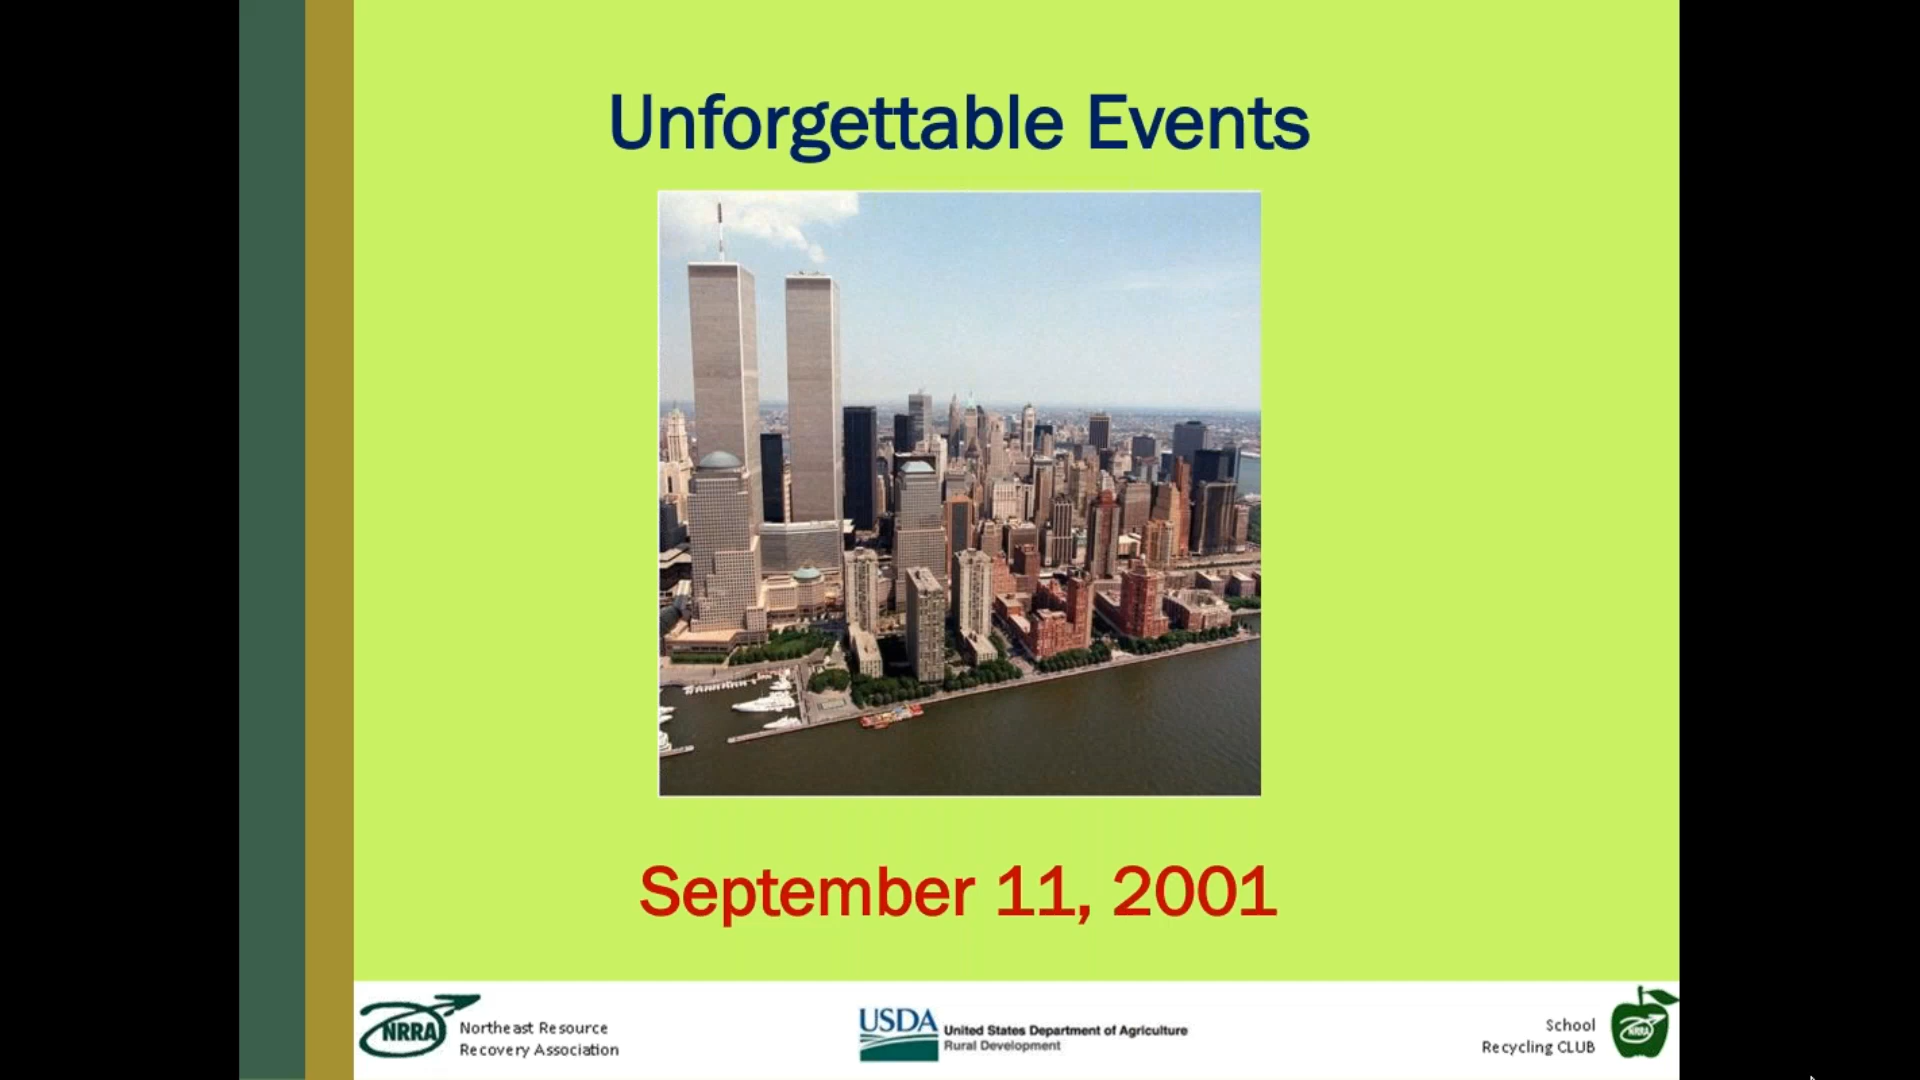 Unforgettable Events
September 11, 2001
NRRA
Northeast Resource
Recovery Association
USDA
United States Department of Agriculture
Rural Development
School
Recycling CLUB
NRRA